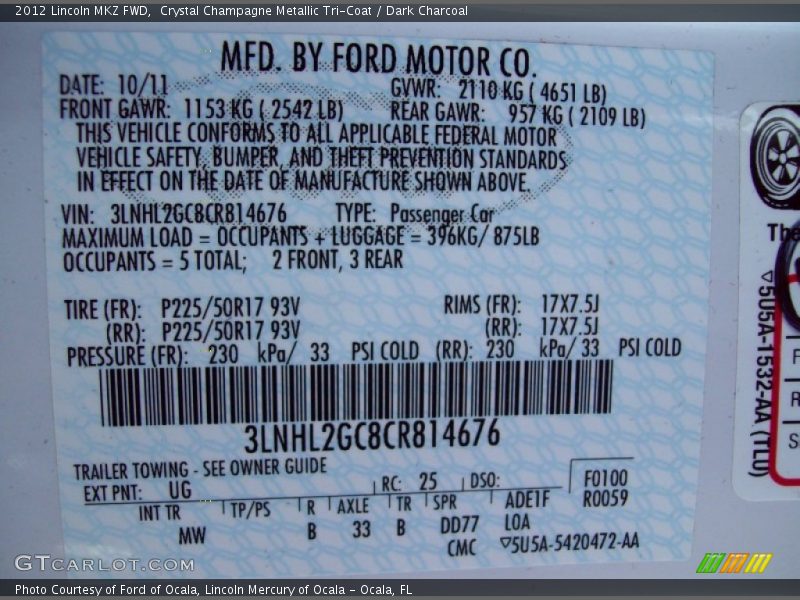 2012 Lincoln MKZ FWD, Crystal Champagne Metallic Tri-Coat / Dark Charcoal
MFD. BY FORD MOTOR CO.
DATE: 10/11 GVWR: 2110 KG ( 4651 LB)
FRONT GAWR: 1153 KG ( 2542 LB) REAR GAWR: 957 KG ( 2109 LB)
THIS VEHICLE CONFORMS TO ALL APPLICABLE FEDERAL MOTOR
VEHICLE SAFETY, BUMPER, AND THEFT PREVENTION STANDARDS
IN EFFECT ON THE DATE OF MANUFACTURE SHOWN ABOVE.
VIN: 3LNHL2GC8CR814676 TYPE: Passenger Car
MAXIMUM LOAD = OCCUPANTS + LUGGAGE = 396KG/ 875LB
OCCUPANTS = 5 TOTAL; 2 FRONT, 3 REAR
TIRE (FR): P225/50R17 93V RIMS (FR): 17X7.5J
(RR): P225/50R17 93V (RR): 17X7.5J
PRESSURE (FR): 230 kPa/ 33 PSI COLD (RR): 230 kPa/ 33 PSI COLD
3LNHL2GC8CR814676
TRAILER TOWING - SEE OWNER GUIDE
EXT PNT: UG RC: 25 DSO: F0100
R0059
INT TR TP/PS R AXLE TR SPR ADE1F
MW B 33 B DD77 LOA
CMC ▽5U5A-5420472-AA
The
▽5U5A-1532-AA (TL0)
F
R
S
GTCARLOT.COM
Photo Courtesy of Ford of Ocala, Lincoln Mercury of Ocala - Ocala, FL